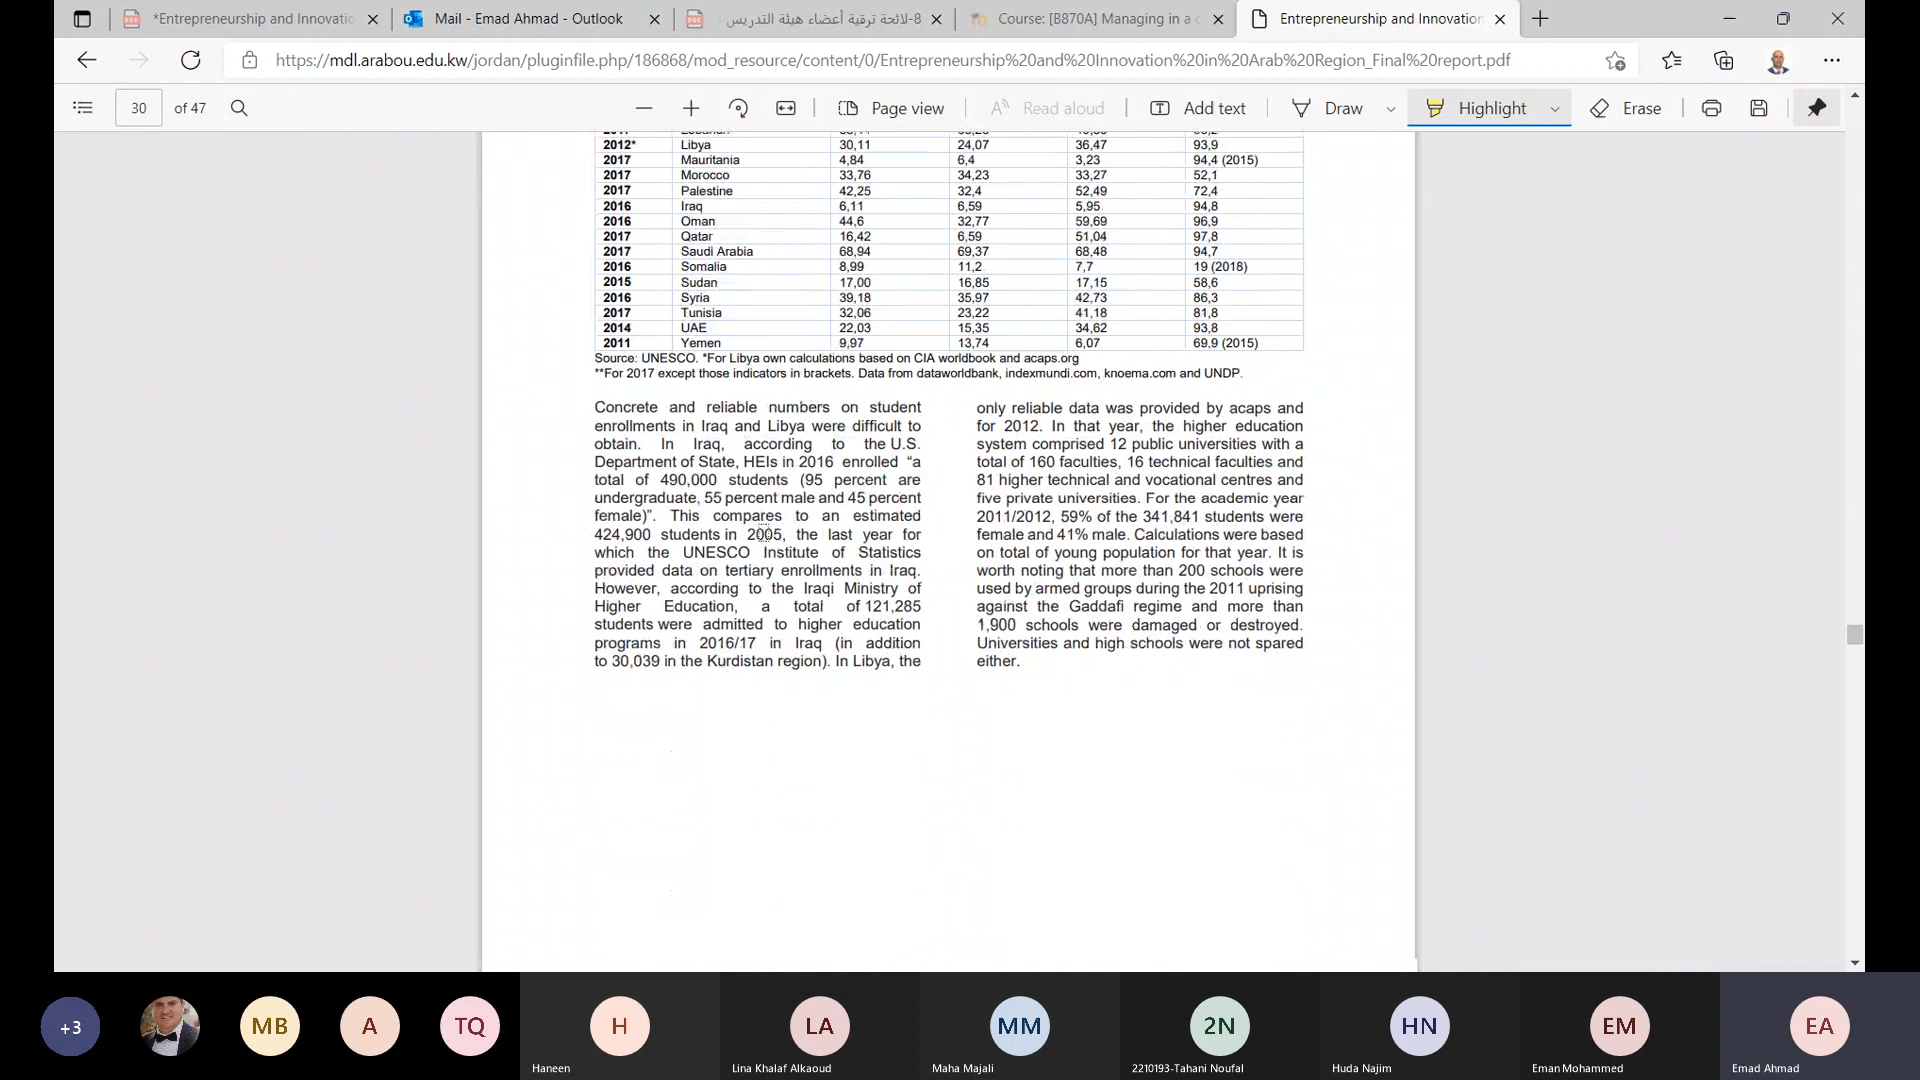 *Entrepreneurship and Innovatio
Mail - Emad Ahmad - Outlook
8-لائحة ترقية أعضاء هيئة التدريس
Course: [B870A] Managing in a c
Entrepreneurship and Innovation
https://mdl.arabou.edu.kw/jordan/pluginfile.php/186868/mod_resource/content/0/Entrepreneurship%20and%20Innovation%20in%20Arab%20Region_Final%20report.pdf
30 of 47
Page view
Read aloud
Add text
Draw
Highlight
Erase
2012* Libya 30,11 24,07 36,47 93,9
2017 Mauritania 4,84 6,4 3,23 94,4 (2015)
2017 Morocco 33,76 34,23 33,27 52,1
2017 Palestine 42,25 32,4 52,49 72,4
2016 Iraq 6,11 6,59 5,95 94,8
2016 Oman 44,6 32,77 59,69 96,9
2017 Qatar 16,42 6,59 51,04 97,8
2017 Saudi Arabia 68,94 69,37 68,48 94,7
2016 Somalia 8,99 11,2 7,7 19 (2018)
2015 Sudan 17,00 16,85 17,15 58,6
2016 Syria 39,18 35,97 42,73 86,3
2017 Tunisia 32,06 23,22 41,18 81,8
2014 UAE 22,03 15,35 34,62 93,8
2011 Yemen 9,97 13,74 6,07 69,9 (2015)
Source: UNESCO. *For Libya own calculations based on CIA worldbook and acaps.org
**For 2017 except those indicators in brackets. Data from dataworldbank, indexmundi.com, knoema.com and UNDP.
Concrete and reliable numbers on student
enrollments in Iraq and Libya were difficult to
obtain. In Iraq, according to the U.S.
Department of State, HEIs in 2016 enrolled “a
total of 490,000 students (95 percent are
undergraduate, 55 percent male and 45 percent
female)”. This compares to an estimated
424,900 students in 2005, the last year for
which the UNESCO Institute of Statistics
provided data on tertiary enrollments in Iraq.
However, according to the Iraqi Ministry of
Higher Education, a total of 121,285
students were admitted to higher education
programs in 2016/17 in Iraq (in addition
to 30,039 in the Kurdistan region). In Libya, the
only reliable data was provided by acaps and
for 2012. In that year, the higher education
system comprised 12 public universities with a
total of 160 faculties, 16 technical faculties and
81 higher technical and vocational centres and
five private universities. For the academic year
2011/2012, 59% of the 341,841 students were
female and 41% male. Calculations were based
on total of young population for that year. It is
worth noting that more than 200 schools were
used by armed groups during the 2011 uprising
against the Gaddafi regime and more than
1,900 schools were damaged or destroyed.
Universities and high schools were not spared
either.
+3
MB
A
TQ
H
Haneen
LA
Lina Khalaf Alkaoud
MM
Maha Majali
2N
2210193-Tahani Noufal
HN
Huda Najim
EM
Eman Mohammed
EA
Emad Ahmad